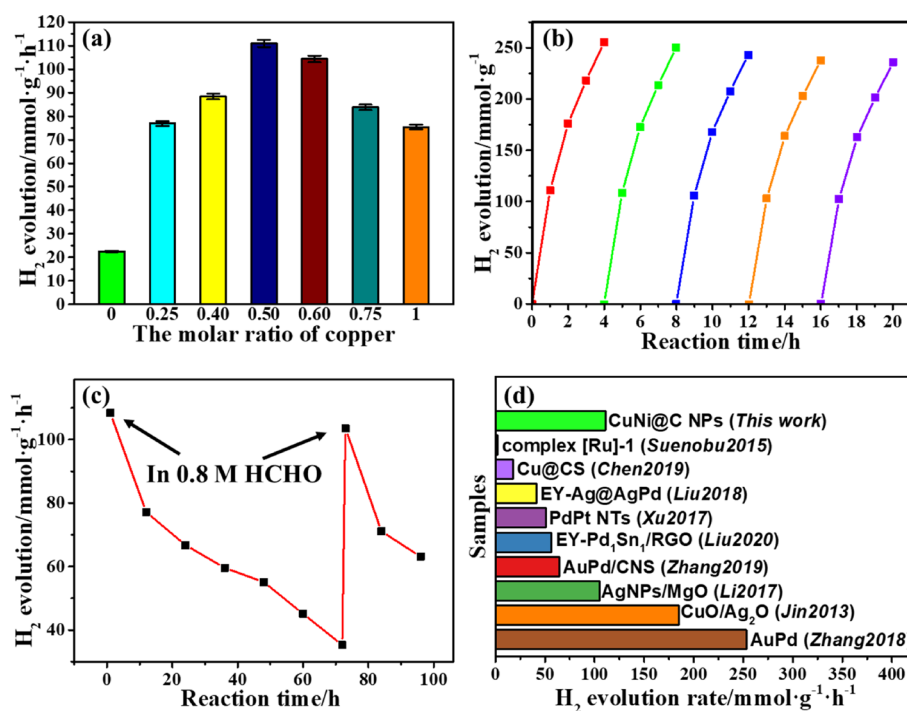 (a)
H₂ evolution/mmol·g⁻¹·h⁻¹
120
110
100
90
80
70
60
50
40
30
20
10
0
0 0.25 0.40 0.50 0.60 0.75 1
The molar ratio of copper
(b)
H₂ evolution/mmol·g⁻¹
250
200
150
100
50
0
0 2 4 6 8 10 12 14 16 18 20
Reaction time/h
(c)
H₂ evolution/mmol·g⁻¹·h⁻¹
100
80
60
40
In 0.8 M HCHO
0 20 40 60 80 100
Reaction time/h
(d)
Samples
CuNi@C NPs (This work)
complex [Ru]-1 (Suenobu2015)
Cu@CS (Chen2019)
EY-Ag@AgPd (Liu2018)
PdPt NTs (Xu2017)
EY-Pd₁Sn₁/RGO (Liu2020)
AuPd/CNS (Zhang2019)
AgNPs/MgO (Li2017)
CuO/Ag₂O (Jin2013)
AuPd (Zhang2018
0 50 100 150 200 250 300 350 400
H₂ evolution rate/mmol·g⁻¹·h⁻¹